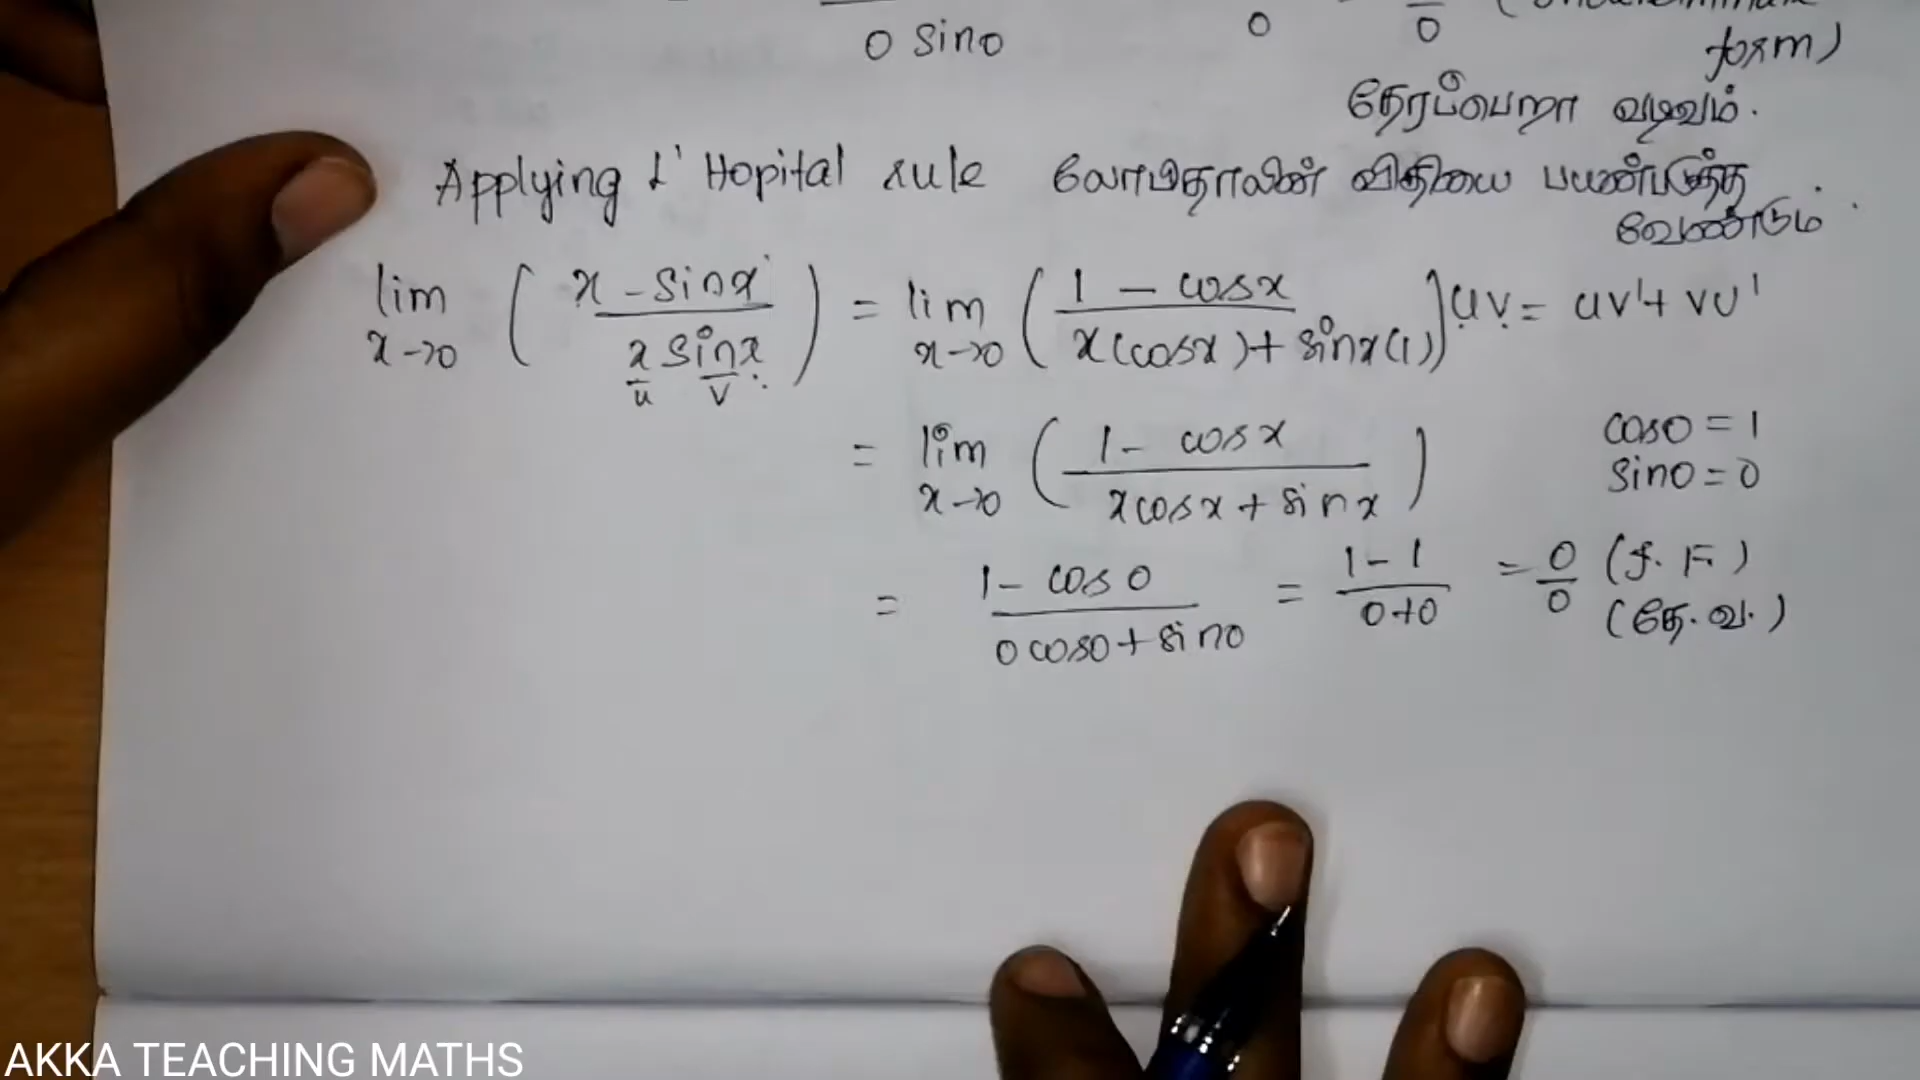 0 sin0 0 0
form)
தேரப்பெறா வடிவம்.
Applying L' Hopital rule லோபிதாலின் விதியை பயன்படுத்த
வேண்டும்
lim x→0 ( x - sinx / x sinx ) = lim x→0 ( 1 - cosx / x(cosx) + sinx(1) ) uv = uv' + vu'
u v
= lim x→0 ( 1 - cosx / xcosx + sinx ) cos0 = 1
sin0 = 0
= 1 - cos0 / 0cos0 + sin0 = 1-1 / 0+0 = 0/0 (I.F.)
(தே.வ.)
AKKA TEACHING MATHS